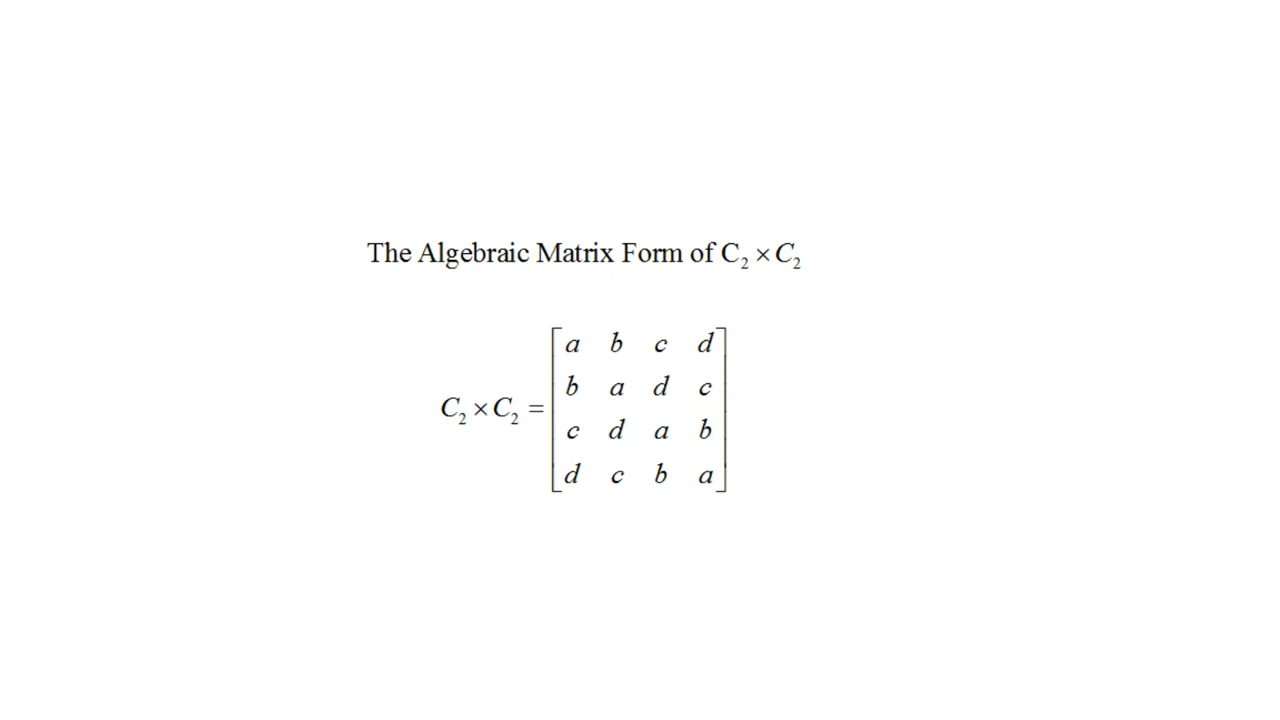 The Algebraic Matrix Form of C₂ × C₂
C₂ × C₂ =
a b c d
b a d c
c d a b
d c b a